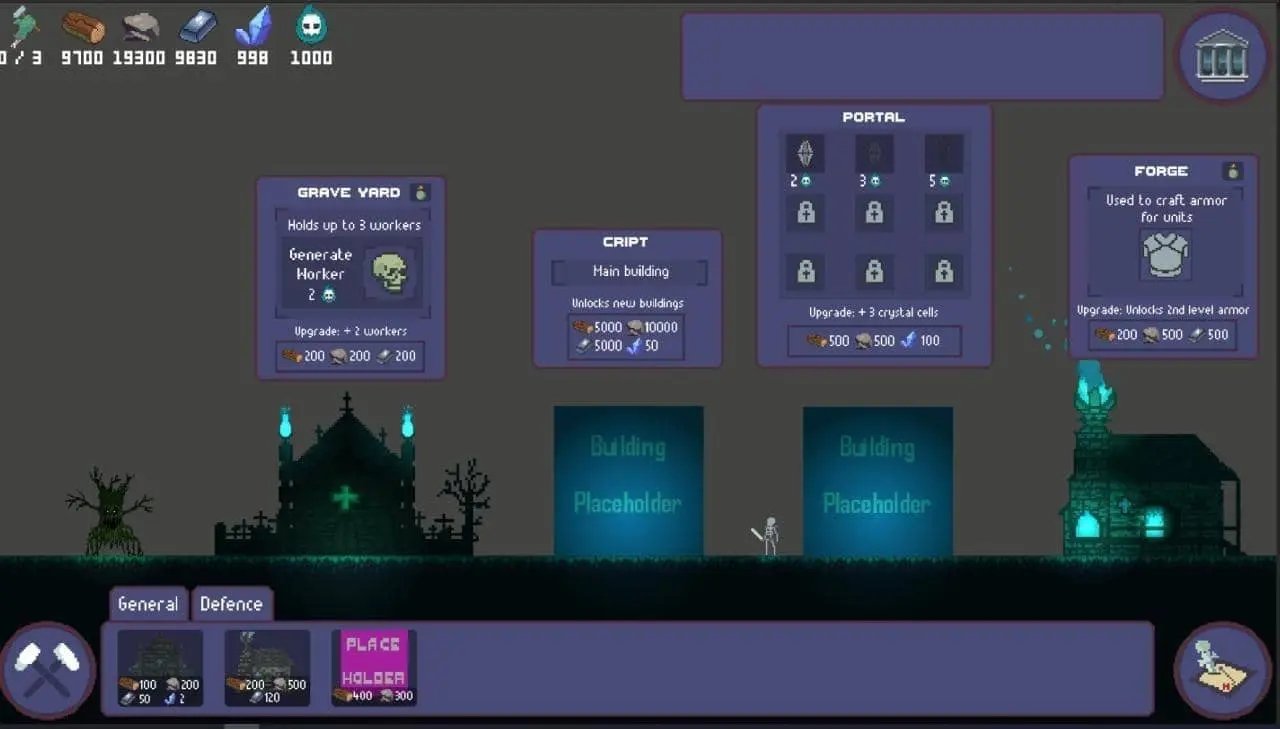 0 / 3 9700 19300 9830 998 1000
PORTAL
2 3 5
Upgrade: + 3 crystal cells
500 500 100
FORGE
Used to craft armor
for units
Upgrade: Unlocks 2nd level armor
200 500 500
GRAVE YARD
Holds up to 3 workers
Generate
Worker
2
Upgrade: + 2 workers
200 200 200
CRIPT
Main building
Unlocks new buildings
5000 10000
5000 50
Building
Placeholder
Building
Placeholder
General Defence
100 200
50 2
200 500
120
PLACE
HOLDER
400 300
H